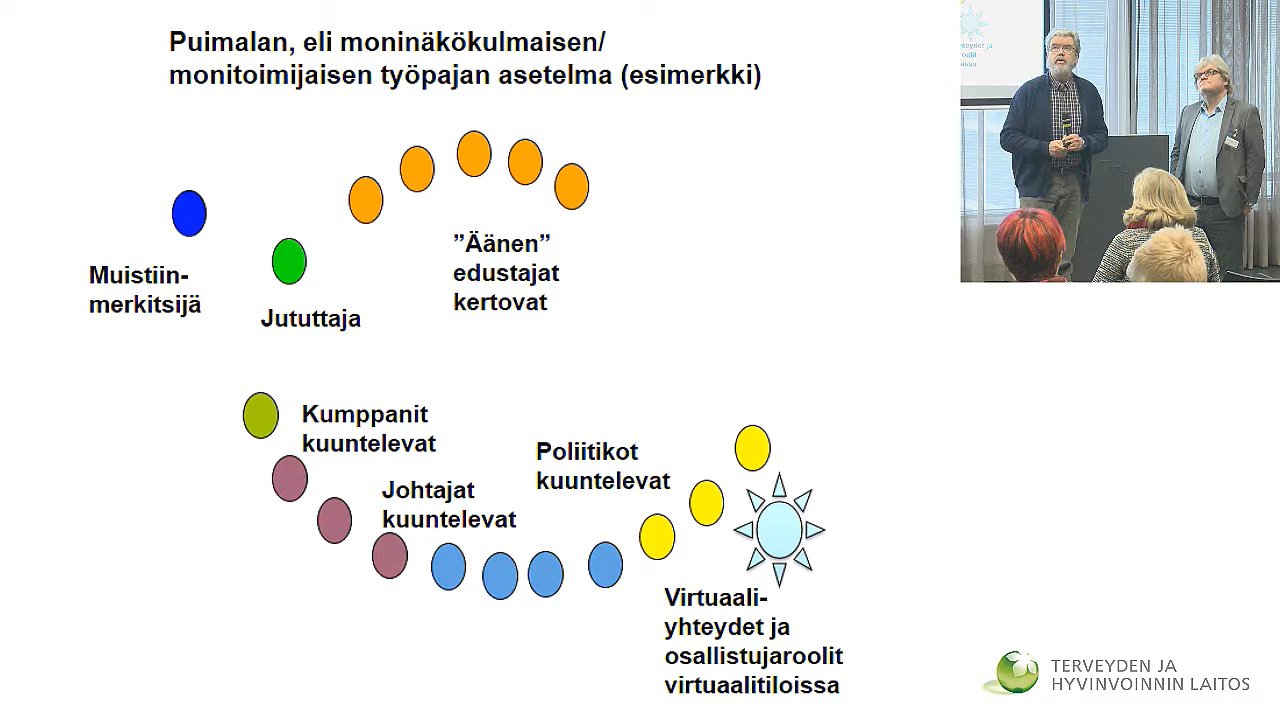 Puimalan, eli moninäkökulmaisen/
monitoimijaisen työpajan asetelma (esimerkki)
Muistiin-
merkitsijä
Jututtaja
”Äänen”
edustajat
kertovat
Kumppanit
kuuntelevat
Johtajat
kuuntelevat
Poliitikot
kuuntelevat
Virtuaali-
yhteydet ja
osallistujaroolit
virtuaalitiloissa
TERVEYDEN JA
HYVINVOINNIN LAITOS